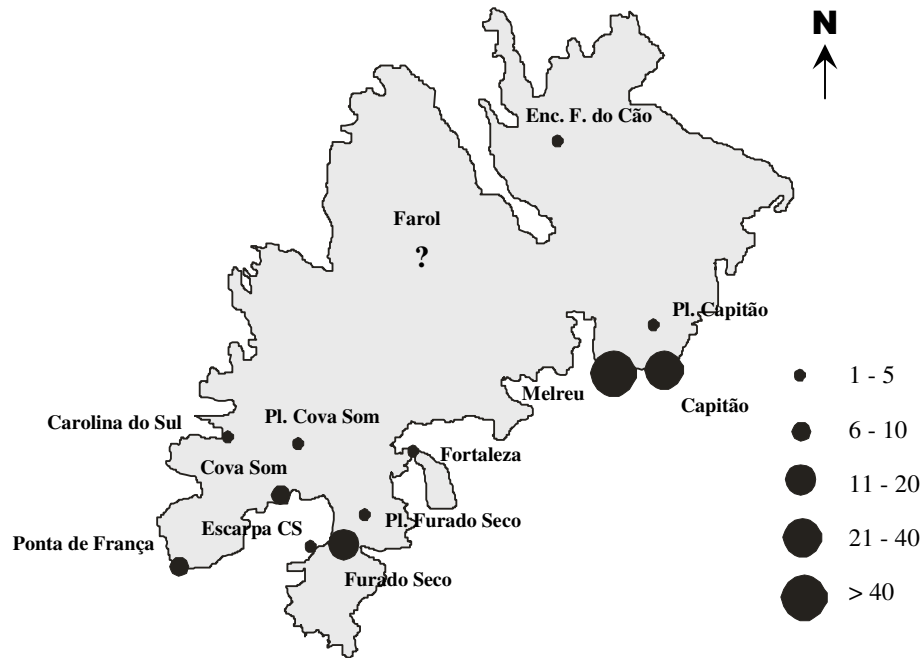 N
Enc. F. do Cão
Farol
?
Pl. Capitão
Melreu
Capitão
Carolina do Sul
Pl. Cova Som
Cova Som
Fortaleza
Escarpa CS
Pl. Furado Seco
Ponta de França
Furado Seco
1 - 5
6 - 10
11 - 20
21 - 40
> 40